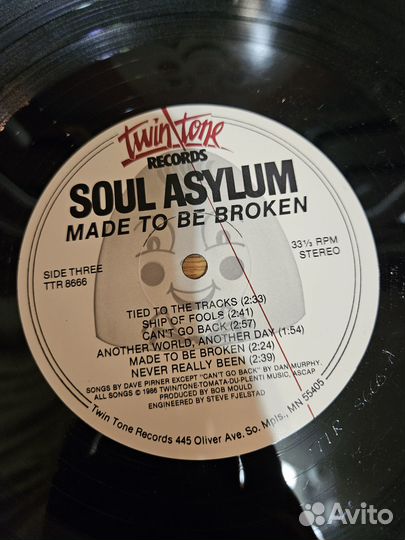 twin/tone
RECORDS
SOUL ASYLUM
MADE TO BE BROKEN
SIDE THREE
TTR 8666
33⅓ RPM
STEREO
TIED TO THE TRACKS (2:33)
SHIP OF FOOLS (2:41)
CAN'T GO BACK (2:57)
ANOTHER WORLD, ANOTHER DAY (1:54)
MADE TO BE BROKEN (2:24)
NEVER REALLY BEEN (2:39)
SONGS BY DAVE PIRNER EXCEPT "CAN'T GO BACK" BY DAN MURPHY.
ALL SONGS © 1986 TWIN/TONE-TOMATA-DU-PLENTI MUSIC, ASCAP
PRODUCED BY BOB MOULD
ENGINEERED BY STEVE FJELSTAD
Twin Tone Records 445 Oliver Ave. So. Mpls., MN 55405
Avito